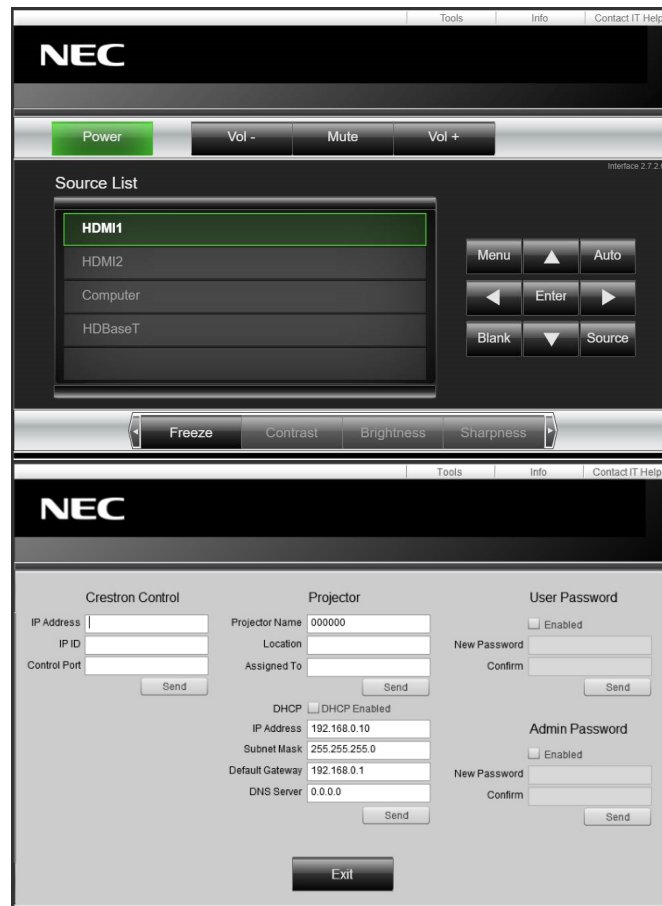 Tools Info Contact IT Help
NEC
Power Vol - Mute Vol +
Interface 2.7.2.
Source List
HDMI1
HDMI2
Computer
HDBaseT
Menu Auto
Enter
Blank Source
Freeze Contrast Brightness Sharpness
Tools Info Contact IT Help
NEC
Crestron Control
IP Address
IP ID
Control Port
Send
Projector
Projector Name 000000
Location
Assigned To
Send
DHCP DHCP Enabled
IP Address 192.168.0.10
Subnet Mask 255.255.255.0
Default Gateway 192.168.0.1
DNS Server 0.0.0.0
Send
User Password
Enabled
New Password
Confirm
Send
Admin Password
Enabled
New Password
Confirm
Send
Exit